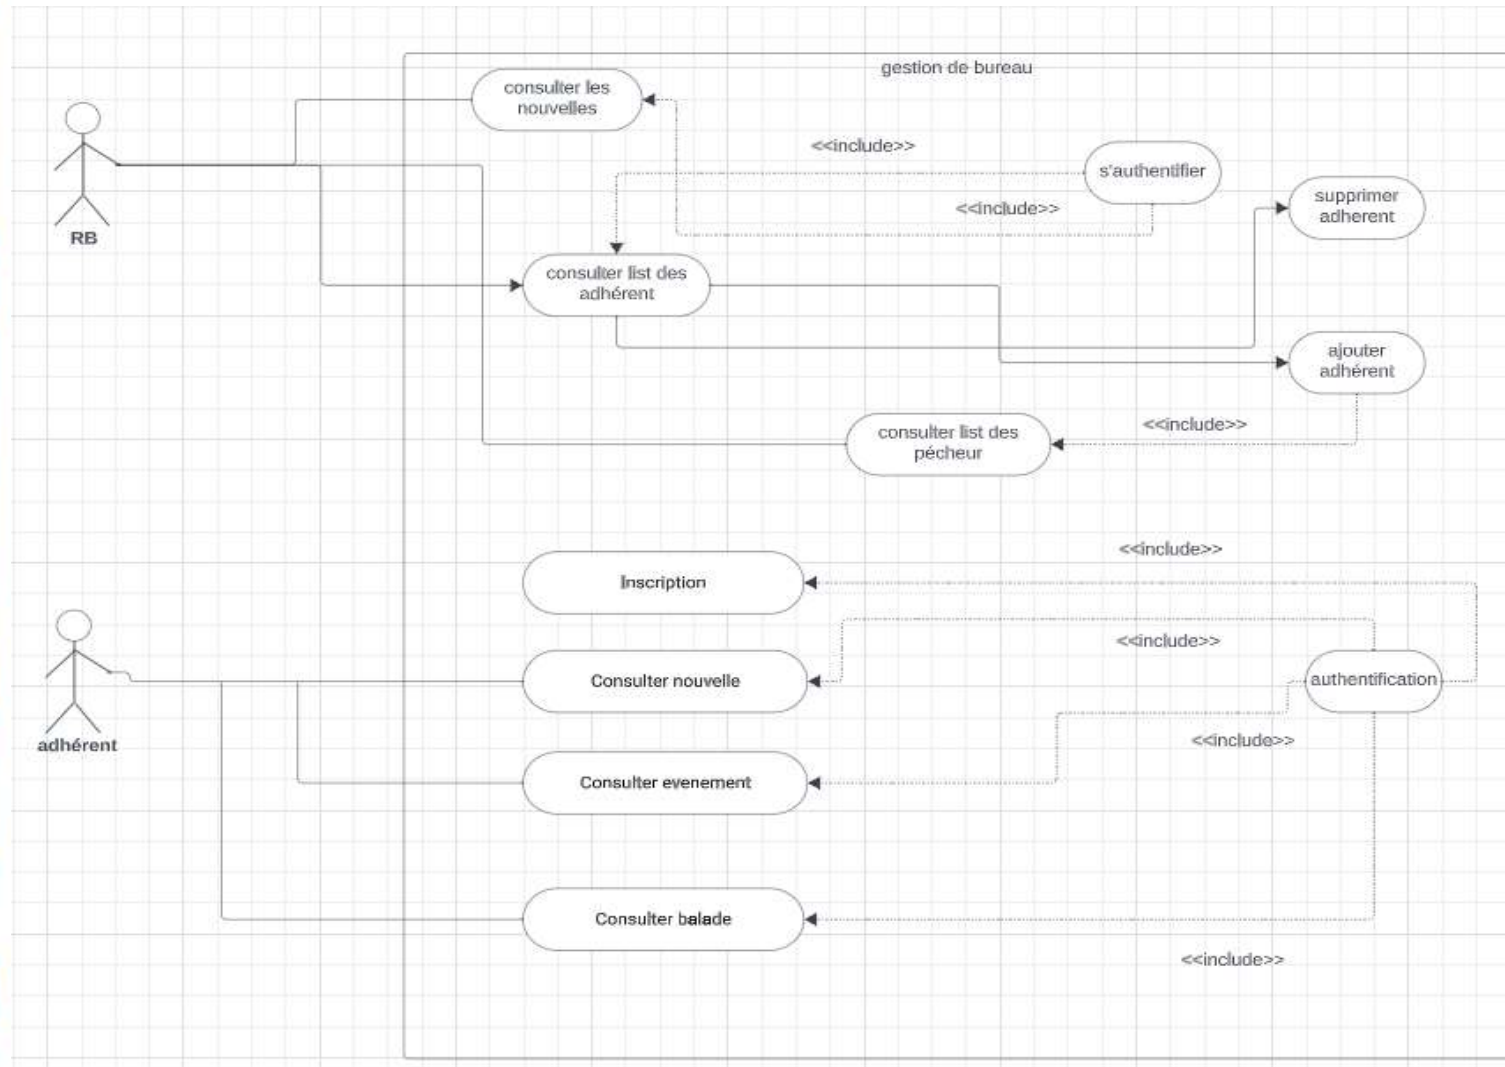 gestion de bureau
consulter les
nouvelles
<<include>>
s'authentifier
<<include>>
supprimer
adherent
RB
consulter list des
adhérent
ajouter
adhérent
consulter list des
pécheur
<<include>>
<<include>>
Inscription
<<include>>
Consulter nouvelle
authentification
<<include>>
adhérent
Consulter evenement
Consulter balade
<<include>>